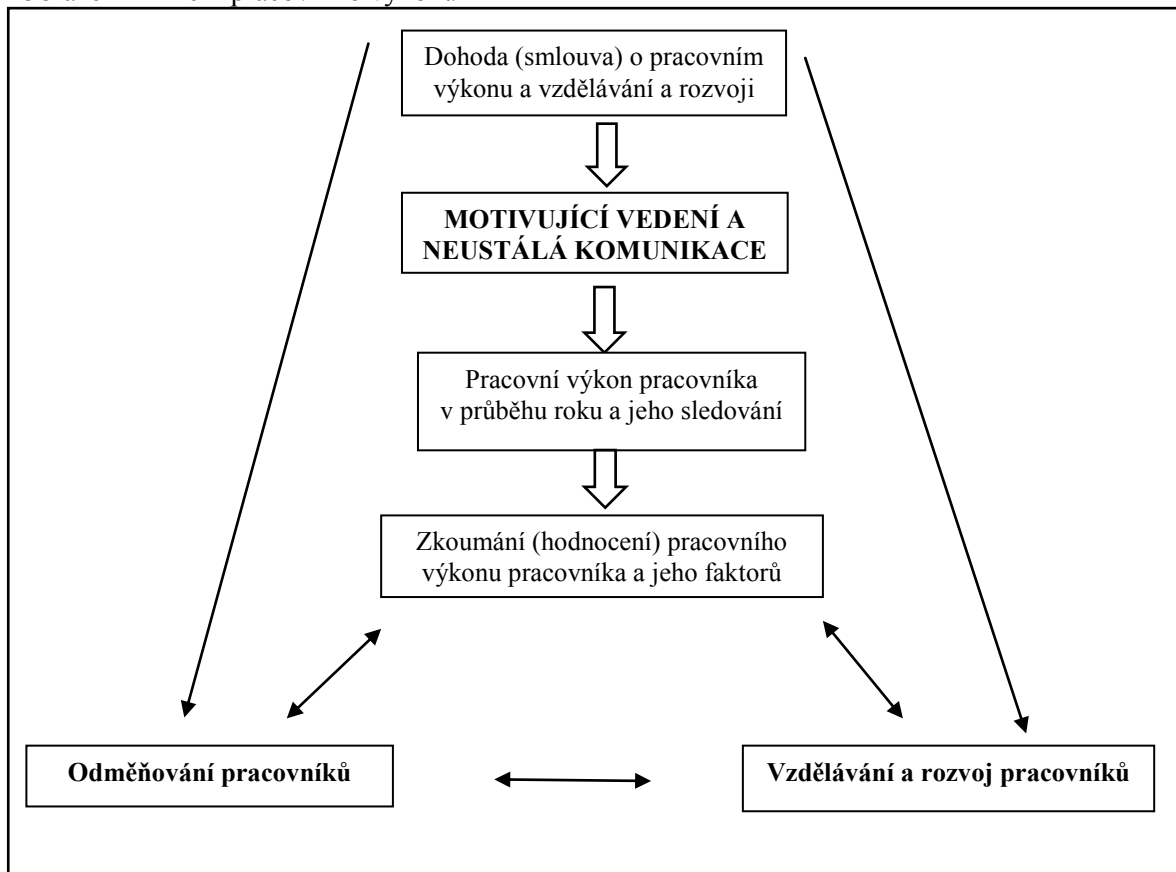 Dohoda (smlouva) o pracovním
výkonu a vzdělávání a rozvoji
MOTIVUJÍCÍ VEDENÍ A
NEUSTÁLÁ KOMUNIKACE
Pracovní výkon pracovníka
v průběhu roku a jeho sledování
Zkoumání (hodnocení) pracovního
výkonu pracovníka a jeho faktorů
Odměňování pracovníků
Vzdělávání a rozvoj pracovníků